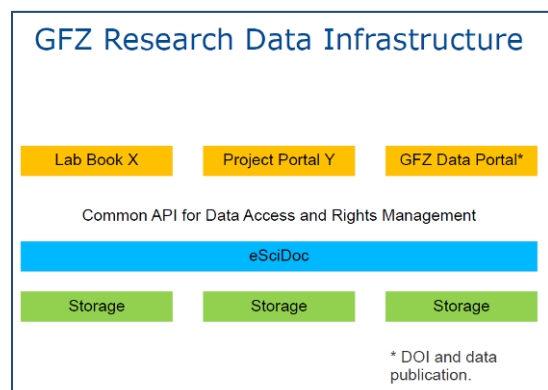 GFZ Research Data Infrastructure
Lab Book X
Project Portal Y
GFZ Data Portal*
Common API for Data Access and Rights Management
eSciDoc
Storage
Storage
Storage
* DOI and data
publication.